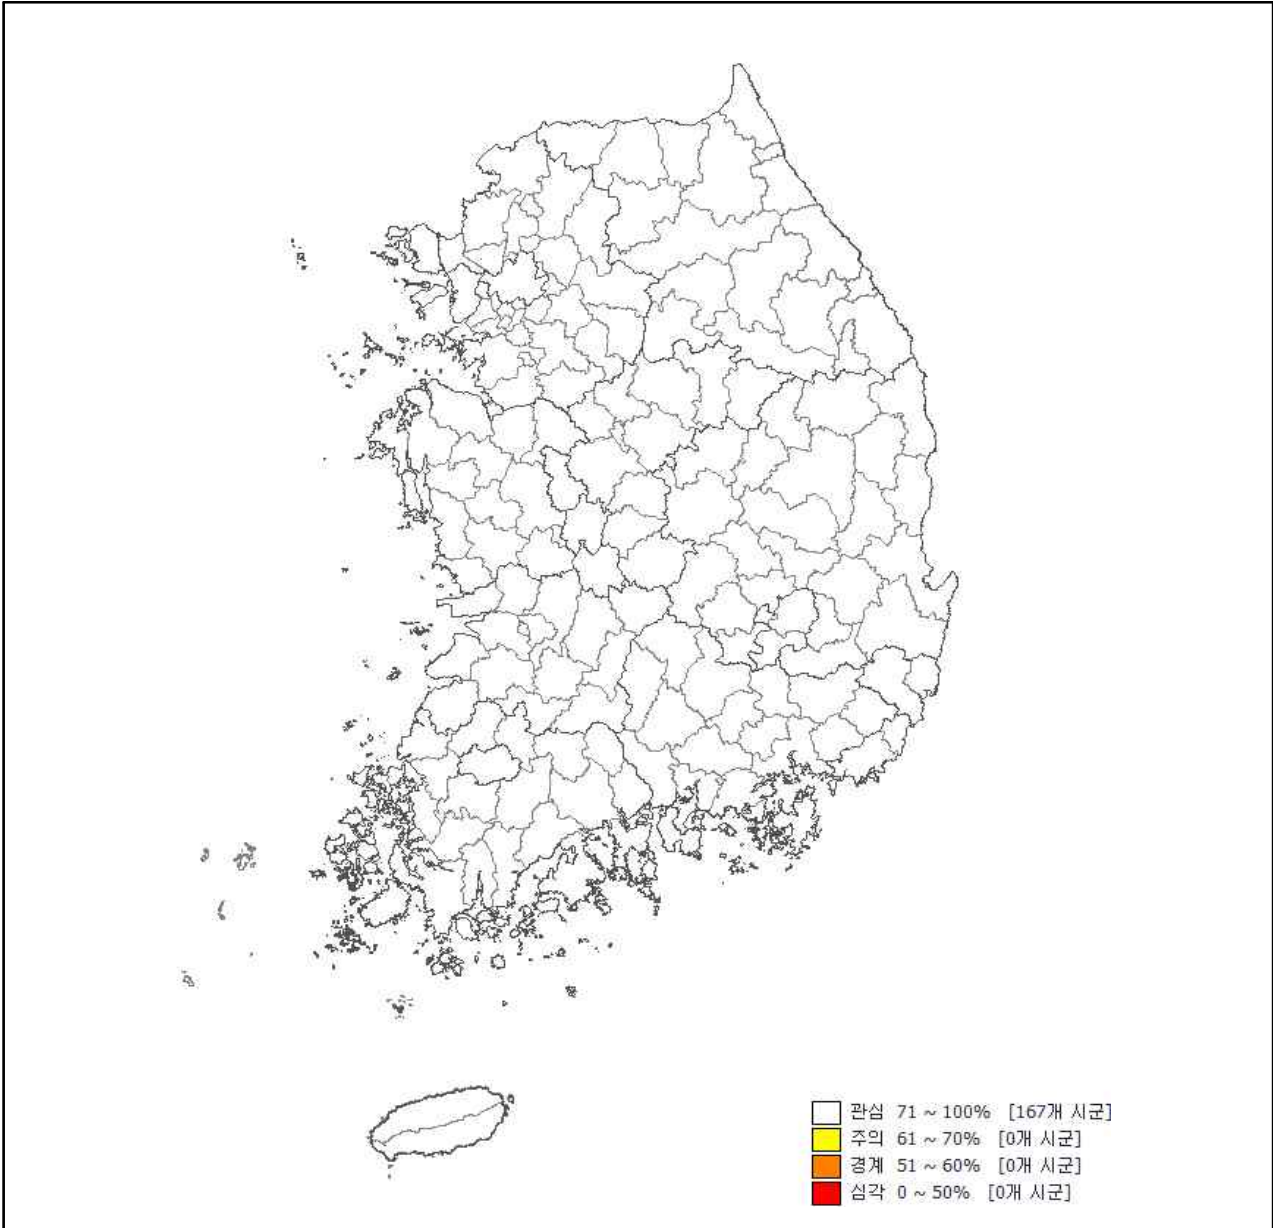 관심 71 ~ 100% [167개 시군]
주의 61 ~ 70% [0개 시군]
경계 51 ~ 60% [0개 시군]
심각 0 ~ 50% [0개 시군]